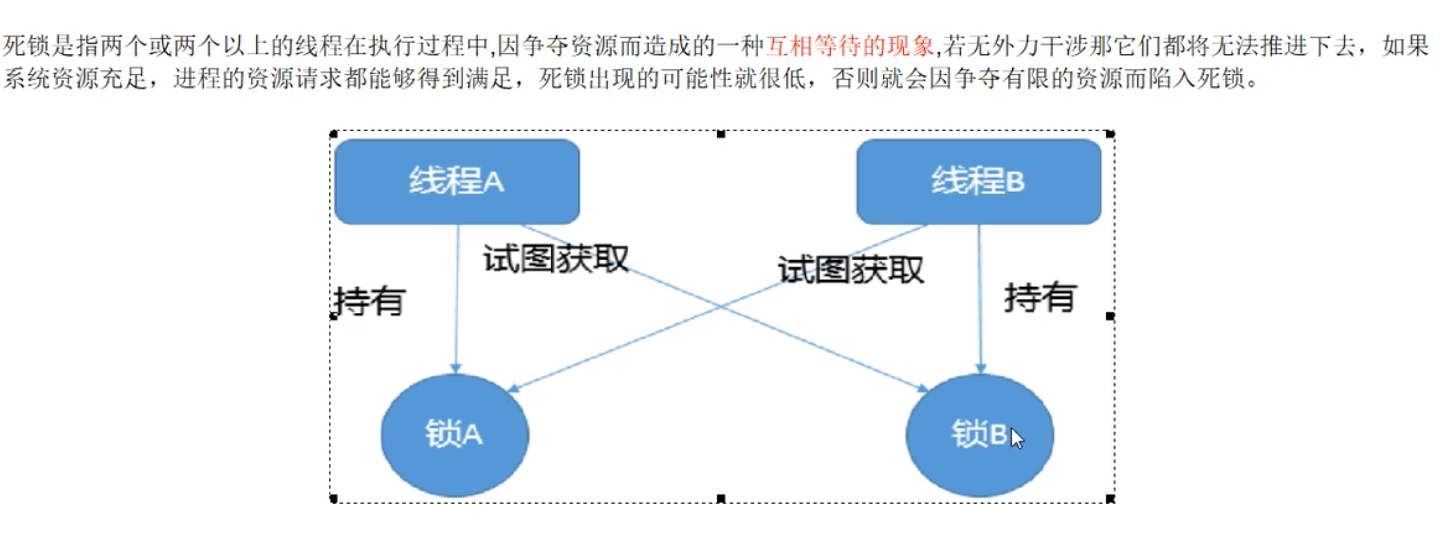 死锁是指两个或两个以上的线程在执行过程中,因争夺资源而造成的一种互相等待的现象,若无外力干涉那它们都将无法推进下去，如果
系统资源充足，进程的资源请求都能够得到满足，死锁出现的可能性就很低，否则就会因争夺有限的资源而陷入死锁。
线程A
线程B
试图获取
试图获取
持有
持有
锁A
锁B